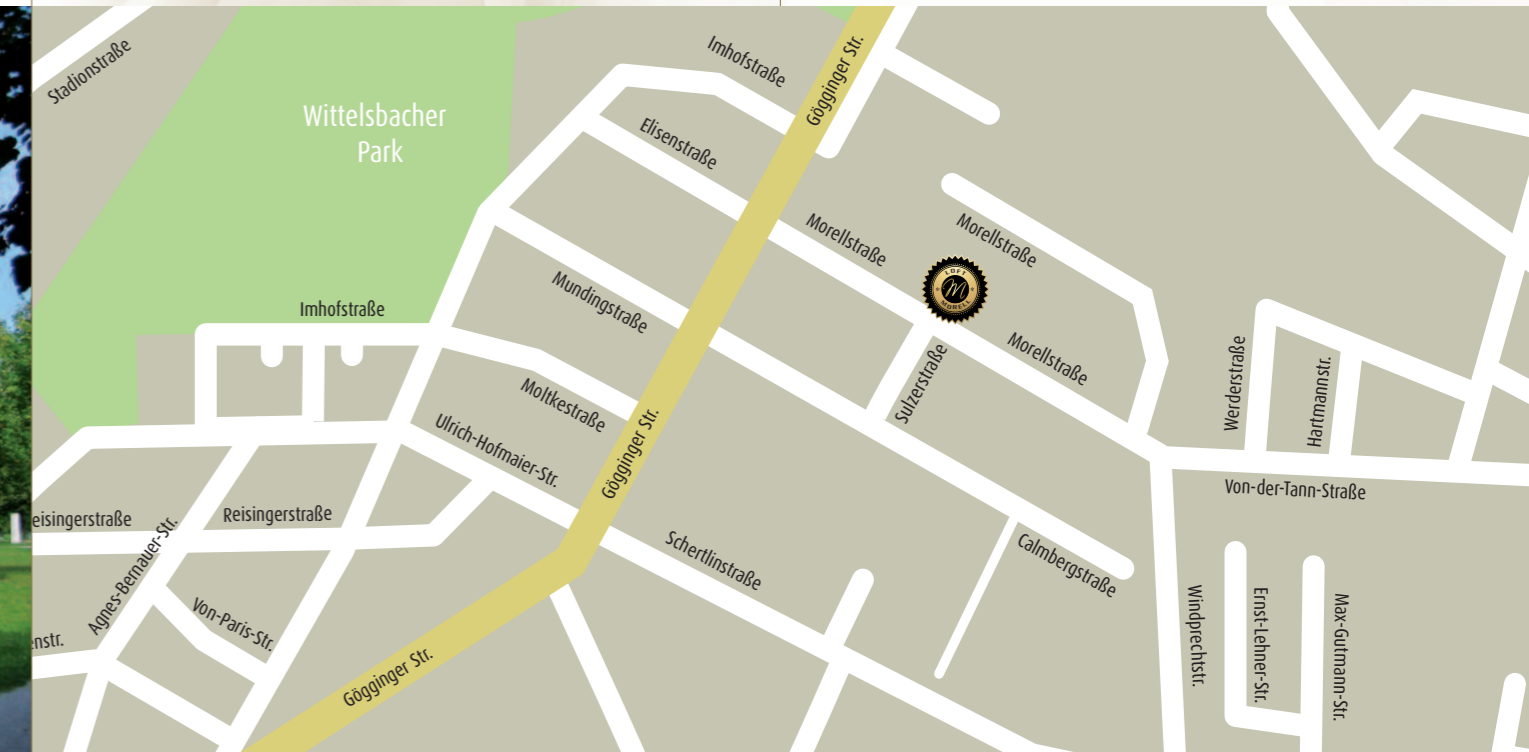 Stadionstraße
Wittelsbacher
Park
Imhofstraße
Gögginger Str.
Elisenstraße
Morellstraße
Morellstraße
LOFT
M
MORELL
Morellstraße
Mundingstraße
Imhofstraße
Moltkestraße
Sulzerstraße
Werderstraße
Hartmannstr.
Ulrich-Hofmaier-Str.
Gögginger Str.
Von-der-Tann-Straße
eisingerstraße
Reisingerstraße
Agnes-Bernauer-Str.
Schertlinstraße
Calmbergstraße
Von-Paris-Str.
Windprechtstr.
Ernst-Lehner-Str.
Max-Gutmann-Str.
enstr.
Gögginger Str.